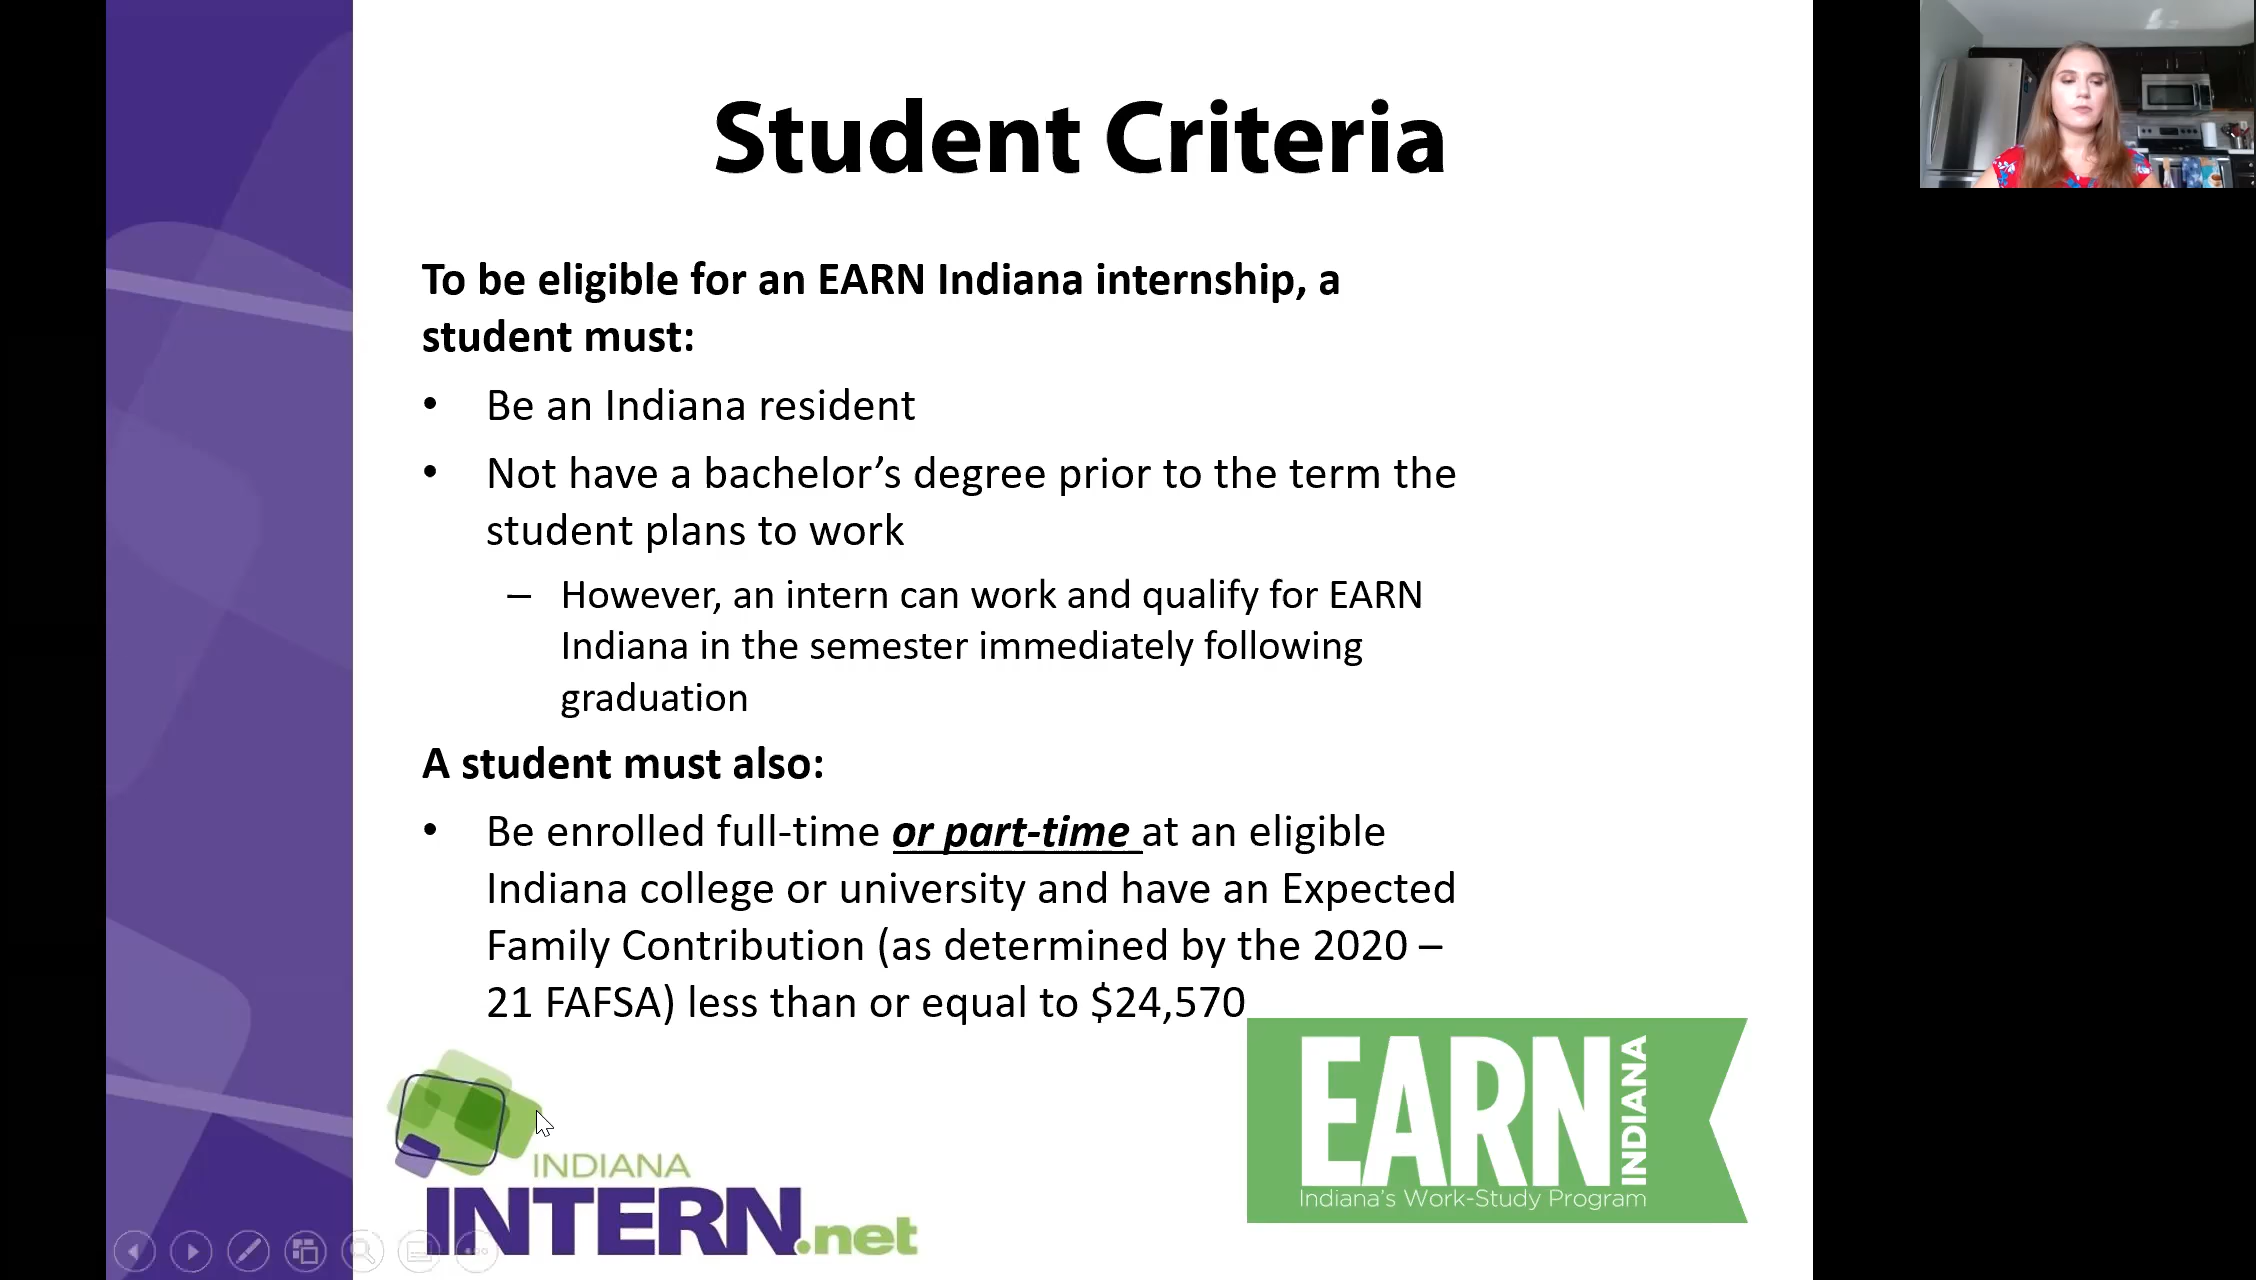 Student Criteria
To be eligible for an EARN Indiana internship, a
student must:
• Be an Indiana resident
• Not have a bachelor’s degree prior to the term the
student plans to work
– However, an intern can work and qualify for EARN
Indiana in the semester immediately following
graduation
A student must also:
• Be enrolled full-time or part-time at an eligible
Indiana college or university and have an Expected
Family Contribution (as determined by the 2020 –
21 FAFSA) less than or equal to $24,570
INDIANA
INTERN.net
EARN
INDIANA
Indiana's Work-Study Program